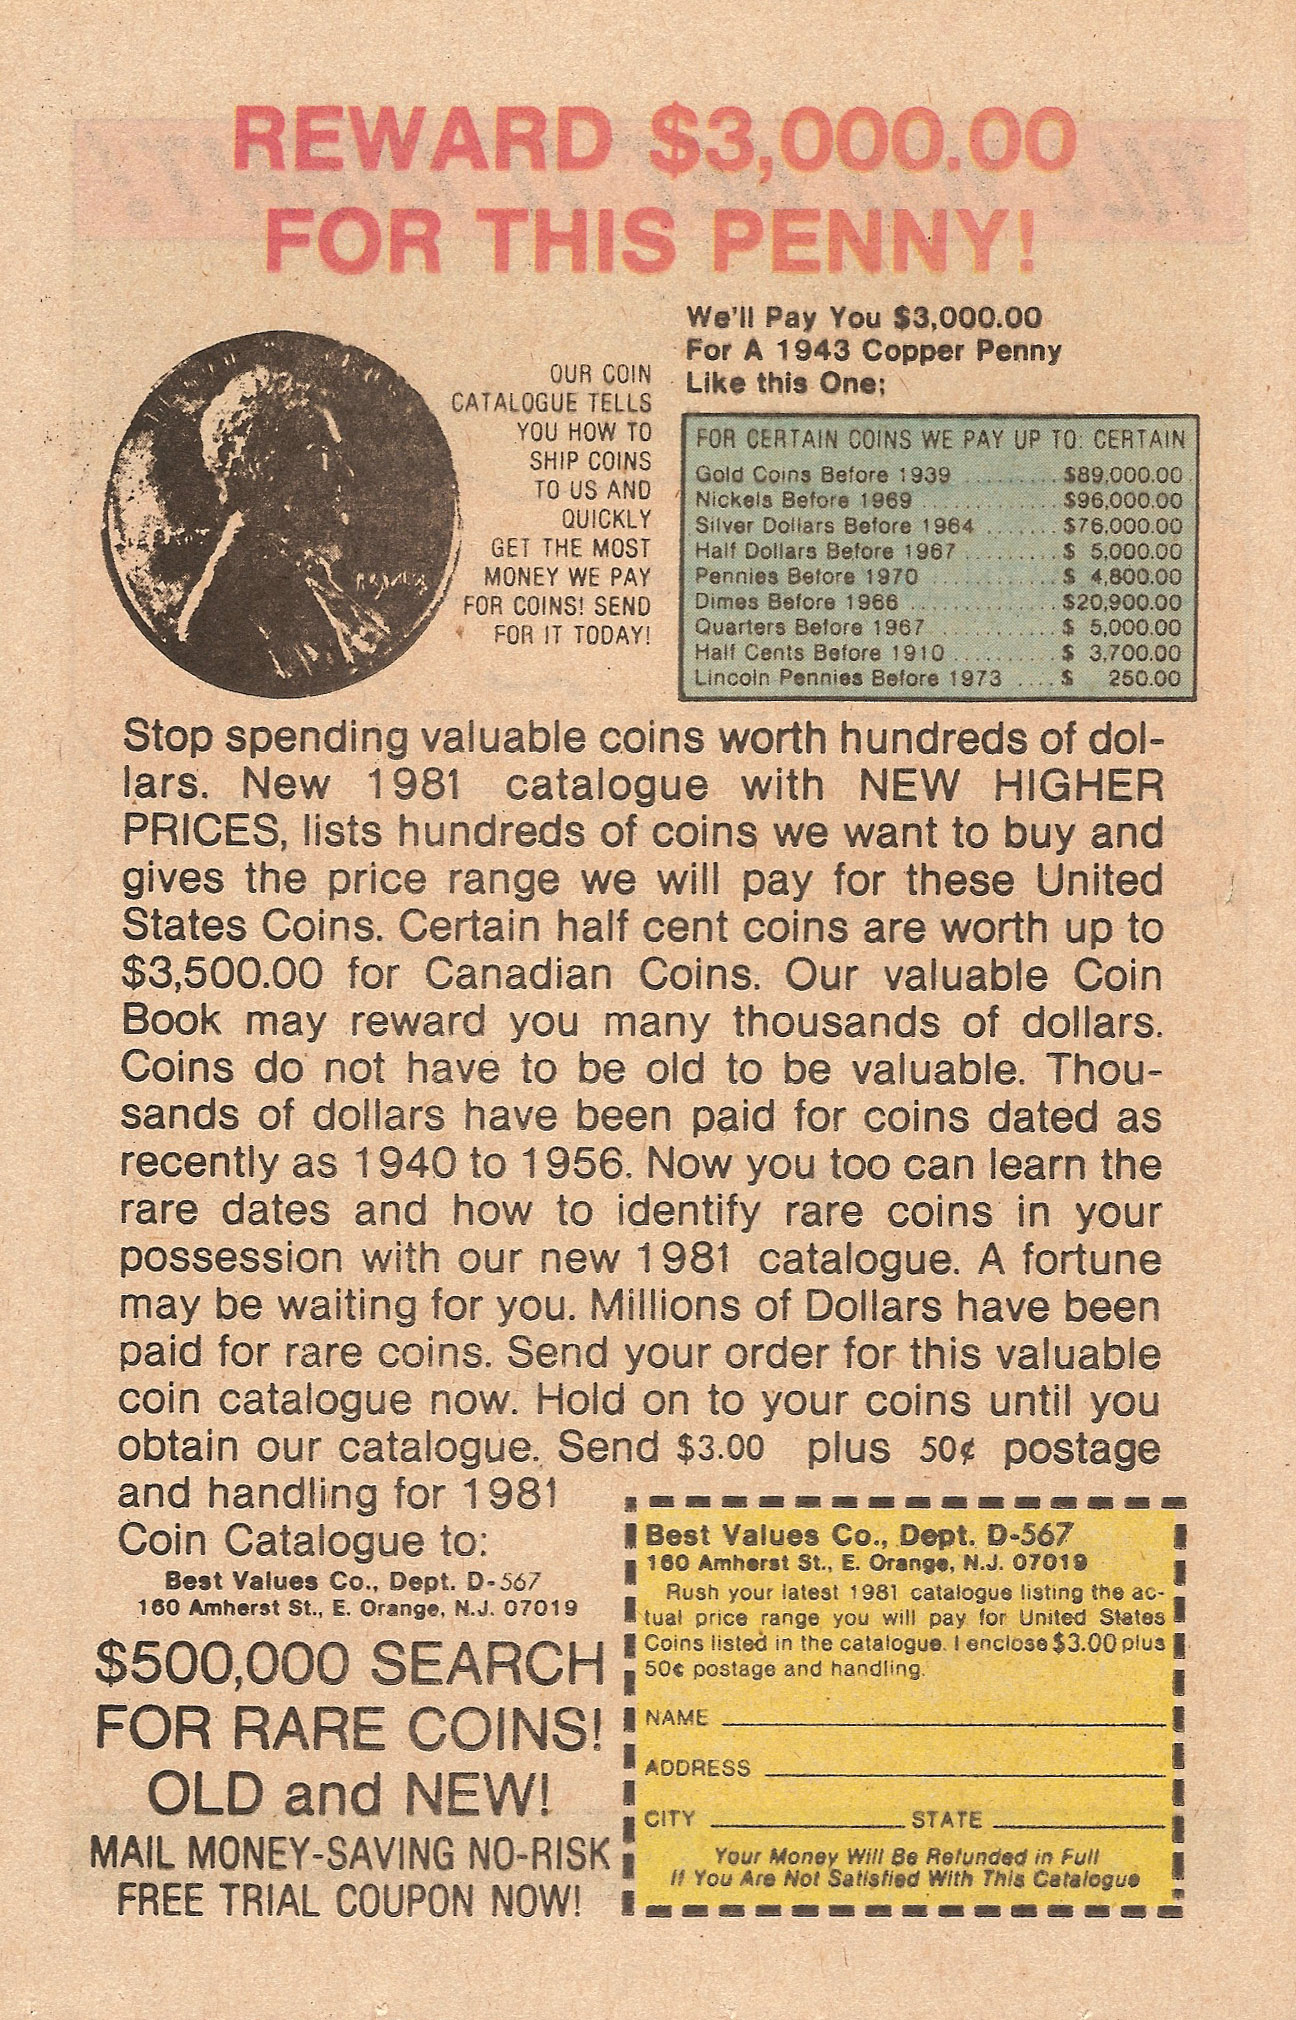 REWARD $3,000.00
FOR THIS PENNY!
OUR COIN
CATALOGUE TELLS
YOU HOW TO
SHIP COINS
TO US AND
QUICKLY
GET THE MOST
MONEY WE PAY
FOR COINS! SEND
FOR IT TODAY!
We'll Pay You $3,000.00
For A 1943 Copper Penny
Like this One;
FOR CERTAIN COINS WE PAY UP TO: CERTAIN
Gold Coins Before 1939 ......... $89,000.00
Nickels Before 1969 ............. $96,000.00
Silver Dollars Before 1964 ....... $76,000.00
Half Dollars Before 1967 .......... $ 5,000.00
Pennies Before 1970 ............. $ 4,800.00
Dimes Before 1966 .............. $20,900.00
Quarters Before 1967 ............ $ 5,000.00
Half Cents Before 1910 .......... $ 3,700.00
Lincoln Pennies Before 1973 .... $ 250.00
Stop spending valuable coins worth hundreds of dol-
lars. New 1981 catalogue with NEW HIGHER
PRICES, lists hundreds of coins we want to buy and
gives the price range we will pay for these United
States Coins. Certain half cent coins are worth up to
$3,500.00 for Canadian Coins. Our valuable Coin
Book may reward you many thousands of dollars.
Coins do not have to be old to be valuable. Thou-
sands of dollars have been paid for coins dated as
recently as 1940 to 1956. Now you too can learn the
rare dates and how to identify rare coins in your
possession with our new 1981 catalogue. A fortune
may be waiting for you. Millions of Dollars have been
paid for rare coins. Send your order for this valuable
coin catalogue now. Hold on to your coins until you
obtain our catalogue. Send $3.00 plus 50¢ postage
and handling for 1981
Coin Catalogue to:
Best Values Co., Dept. D-567
160 Amherst St., E. Orange, N.J. 07019
$500,000 SEARCH
FOR RARE COINS!
OLD and NEW!
MAIL MONEY-SAVING NO-RISK
FREE TRIAL COUPON NOW!
Best Values Co., Dept. D-567
160 Amherst St., E. Orange, N.J. 07019
Rush your latest 1981 catalogue listing the ac-
tual price range you will pay for United States
Coins listed in the catalogue. I enclose $3.00 plus
50¢ postage and handling.
NAME
ADDRESS
CITY STATE
Your Money Will Be Refunded in Full
If You Are Not Satisfied With This Catalogue